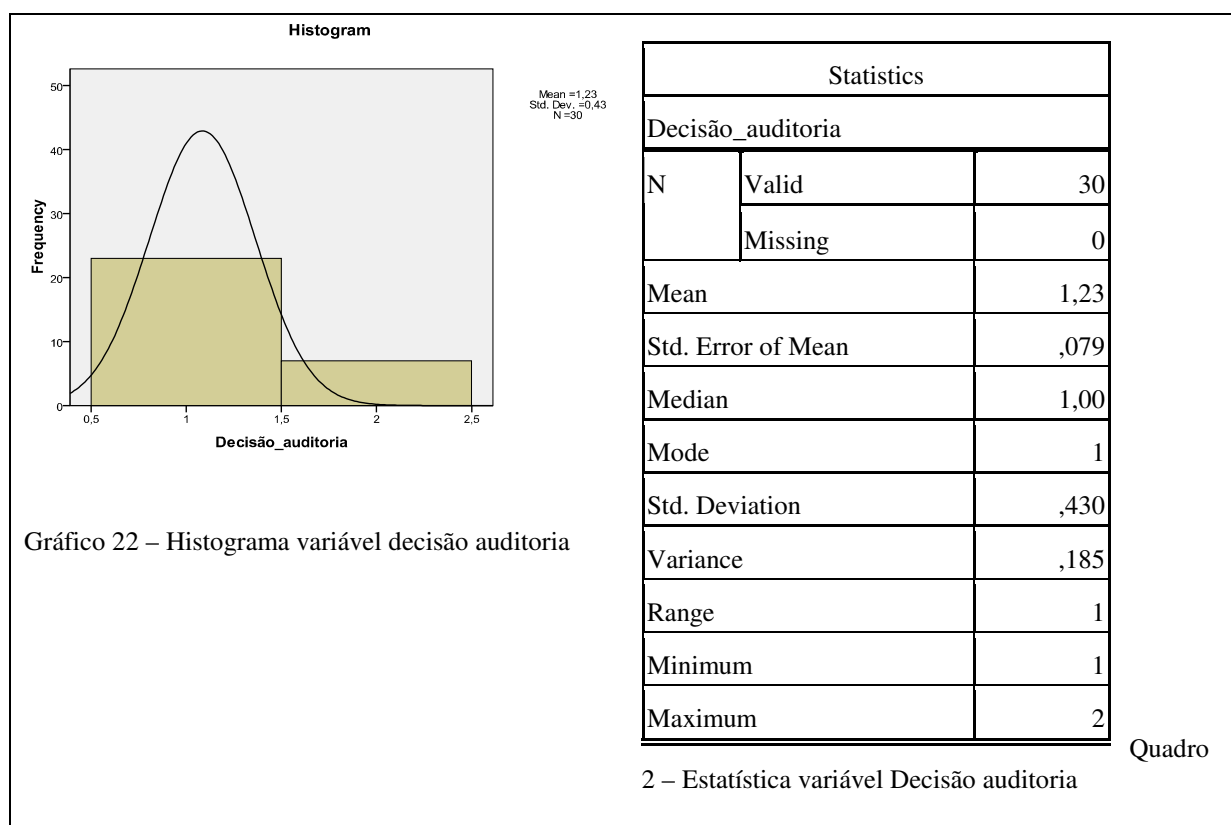 Histogram
Mean =1,23
Std. Dev. =0,43
N =30
50
40
30
20
10
0
Frequency
0,5 1 1,5 2 2,5
Decisão_auditoria
Gráfico 22 – Histograma variável decisão auditoria
Statistics
Decisão_auditoria
N Valid 30
Missing 0
Mean 1,23
Std. Error of Mean ,079
Median 1,00
Mode 1
Std. Deviation ,430
Variance ,185
Range 1
Minimum 1
Maximum 2
Quadro
2 – Estatística variável Decisão auditoria